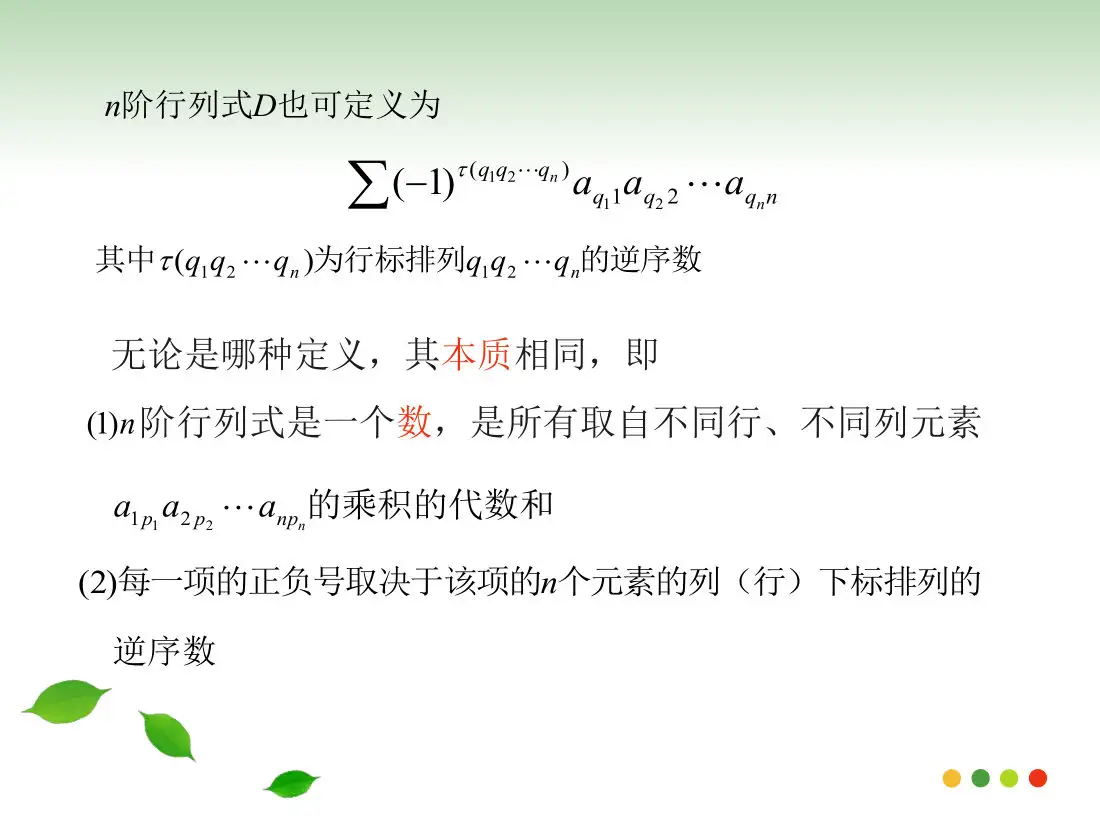 n阶行列式D也可定义为
∑(−1)^{τ(q₁q₂⋯qₙ)} a_{q₁1}a_{q₂2}⋯a_{qₙn}
其中τ(q₁q₂⋯qₙ)为行标排列q₁q₂⋯qₙ的逆序数
无论是哪种定义，其本质相同，即
(1)n阶行列式是一个数，是所有取自不同行、不同列元素
a_{1p₁}a_{2p₂}⋯a_{npₙ}的乘积的代数和
(2)每一项的正负号取决于该项的n个元素的列（行）下标排列的
逆序数